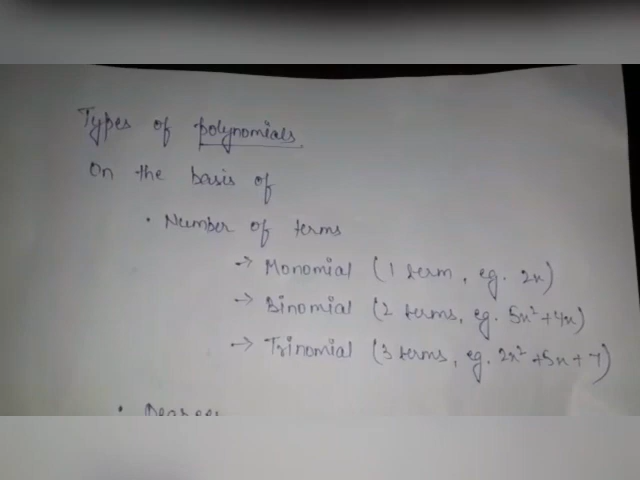 Types of polynomials.
On the basis of
• Number of terms
→ Monomial (1 term, eg. 2x)
→ Binomial (2 terms, eg. 5x²+4x)
→ Trinomial (3 terms, eg. 2x²+5x+7)
• Degree